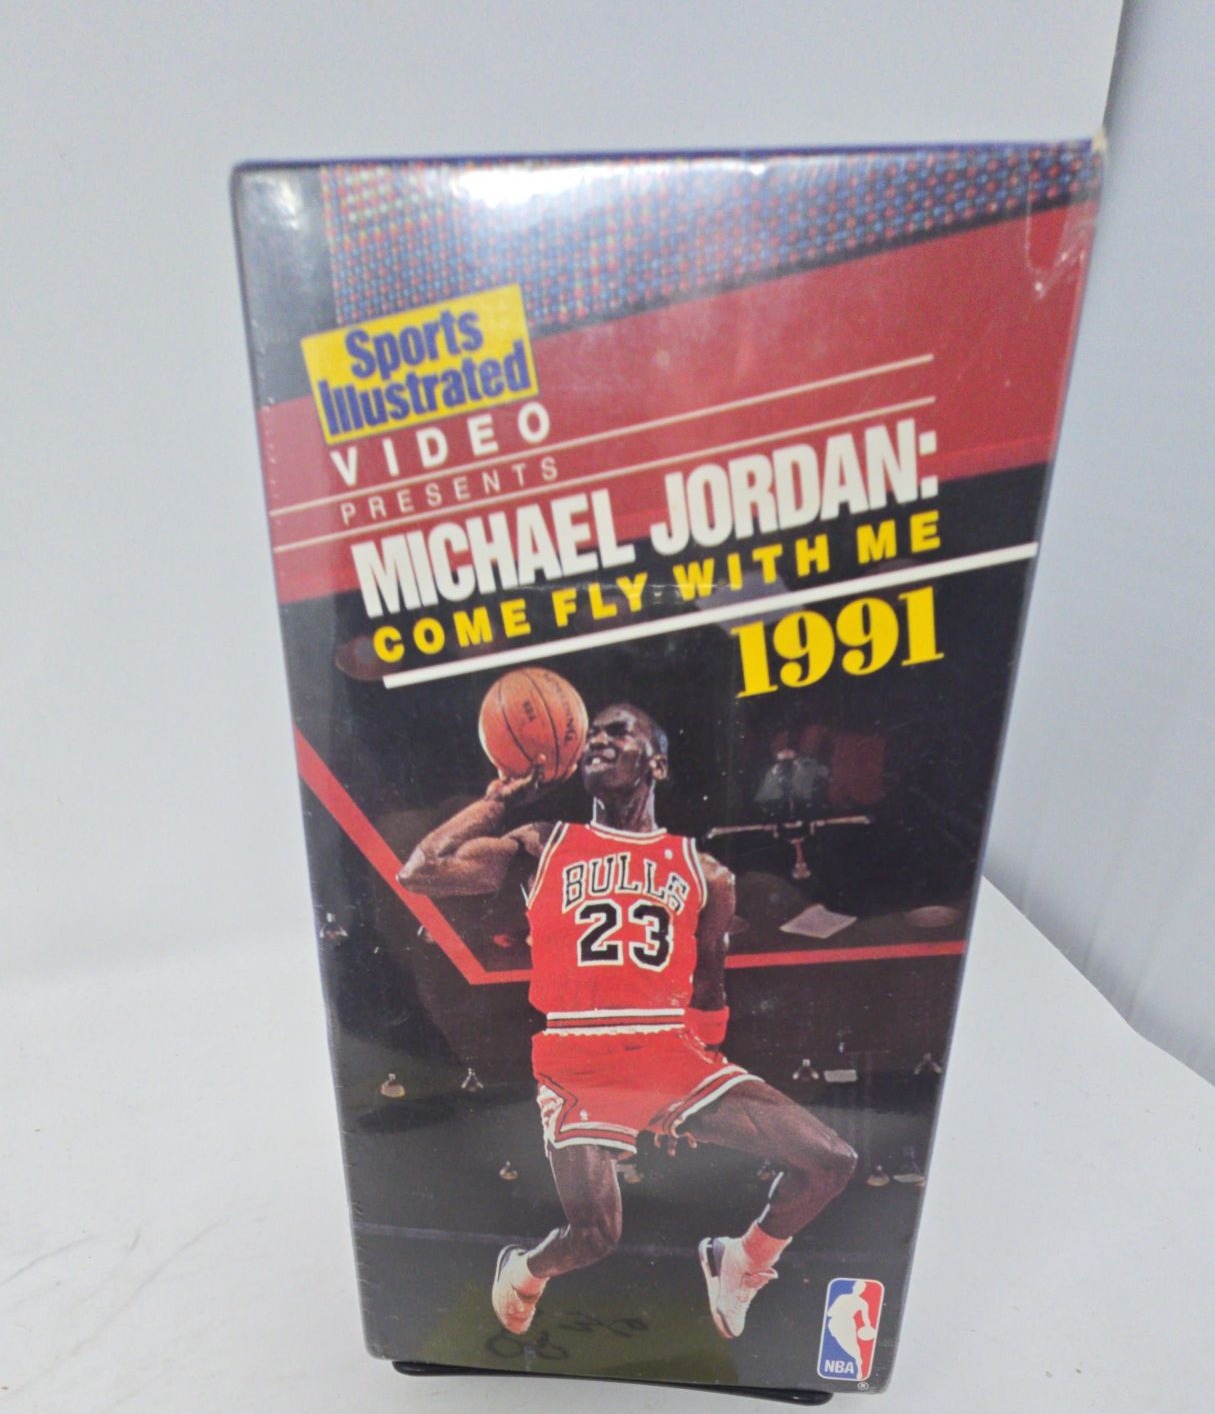 Sports
Illustrated
VIDEO
PRESENTS
MICHAEL JORDAN:
COME FLY WITH ME
1991
BULLS
23
NBA
®